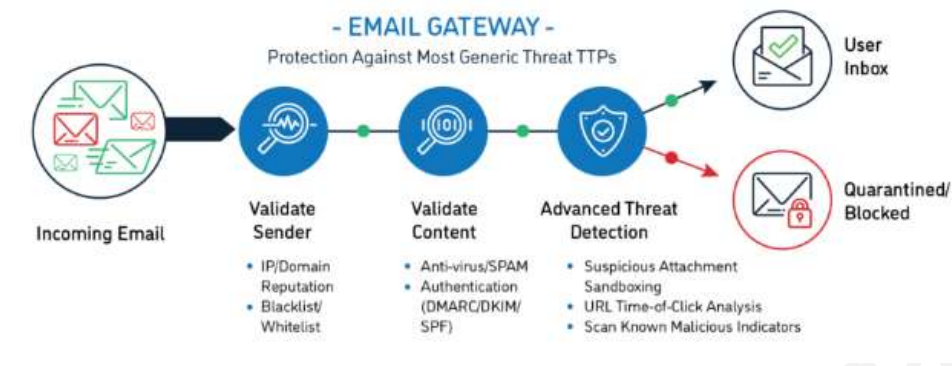 - EMAIL GATEWAY -
Protection Against Most Generic Threat TTPs
User
Inbox
101
Quarantined/
Blocked
Incoming Email
Validate
Sender
• IP/Domain
Reputation
• Blacklist/
Whitelist
Validate
Content
• Anti-virus/SPAM
• Authentication
(DMARC/DKIM/
SPF)
Advanced Threat
Detection
• Suspicious Attachment
Sandboxing
• URL Time-of-Click Analysis
• Scan Known Malicious Indicators